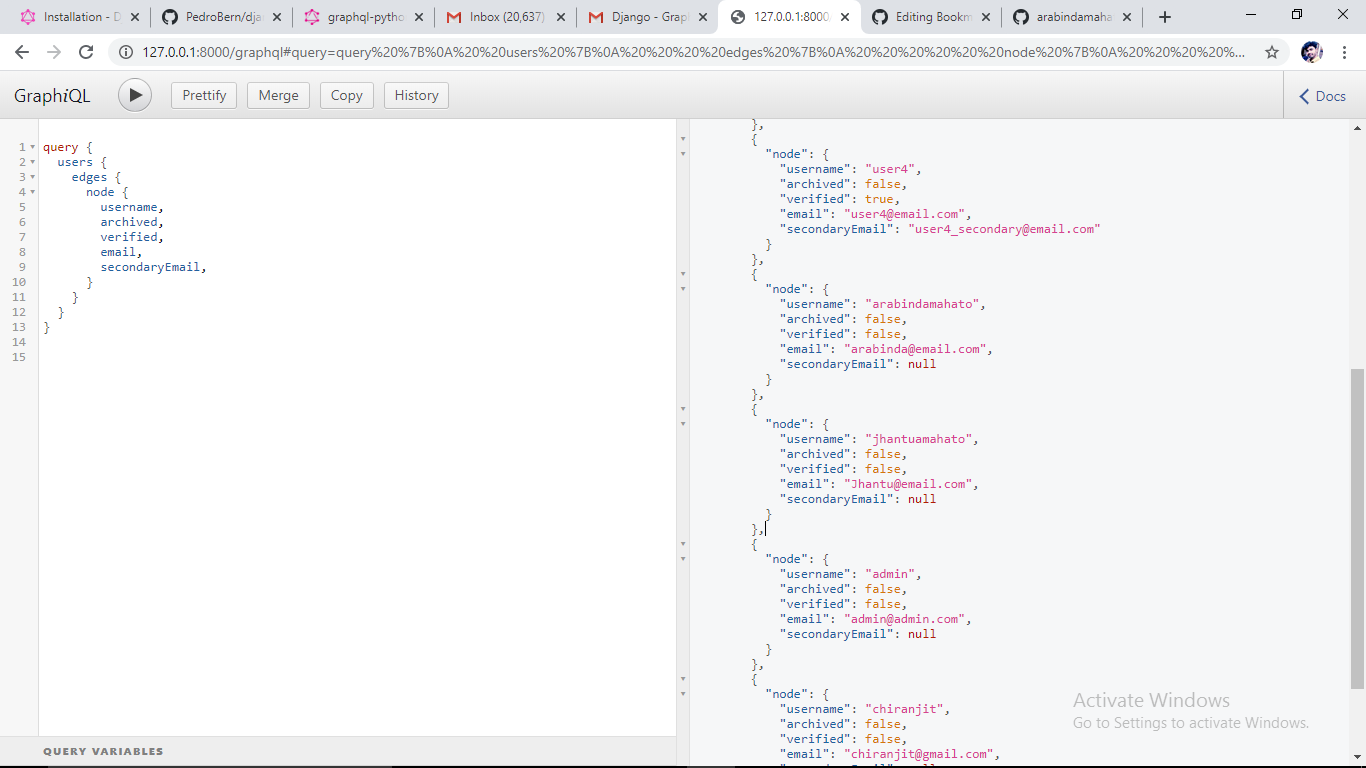 Installation - D
PedroBern/dja
graphql-pytho
Inbox (20,637)
Django - Grap
127.0.0.1:8000
Editing Bookm
arabindamaha
127.0.0.1:8000/graphql#query=query%20%7B%0A%20%20users%20%7B%0A%20%20%20%20edges%20%7B%0A%20%20%20%20%20%20node%20%7B%0A%20%20%20%20%...
GraphiQL
Prettify
Merge
Copy
History
Docs
1 query {
2 users {
3 edges {
4 node {
5 username,
6 archived,
7 verified,
8 email,
9 secondaryEmail,
10 }
11 }
12 }
13 }
14
15
QUERY VARIABLES
},
{
"node": {
"username": "user4",
"archived": false,
"verified": true,
"email": "user4@email.com",
"secondaryEmail": "user4_secondary@email.com"
}
},
{
"node": {
"username": "arabindamahato",
"archived": false,
"verified": false,
"email": "arabinda@email.com",
"secondaryEmail": null
}
},
{
"node": {
"username": "jhantuamahato",
"archived": false,
"verified": false,
"email": "Jhantu@email.com",
"secondaryEmail": null
}
},
{
"node": {
"username": "admin",
"archived": false,
"verified": false,
"email": "admin@admin.com",
"secondaryEmail": null
}
},
{
"node": {
"username": "chiranjit",
"archived": false,
"verified": false,
"email": "chiranjit@gmail.com",
Activate Windows
Go to Settings to activate Windows.